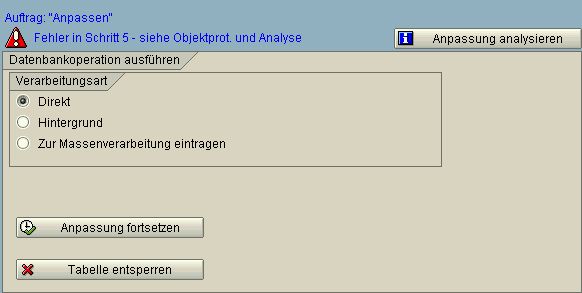 Auftrag: "Anpassen"
Fehler in Schritt 5 - siehe Objektprot. und Analyse
Anpassung analysieren
Datenbankoperation ausführen
Verarbeitungsart
Direkt
Hintergrund
Zur Massenverarbeitung eintragen
Anpassung fortsetzen
Tabelle entsperren